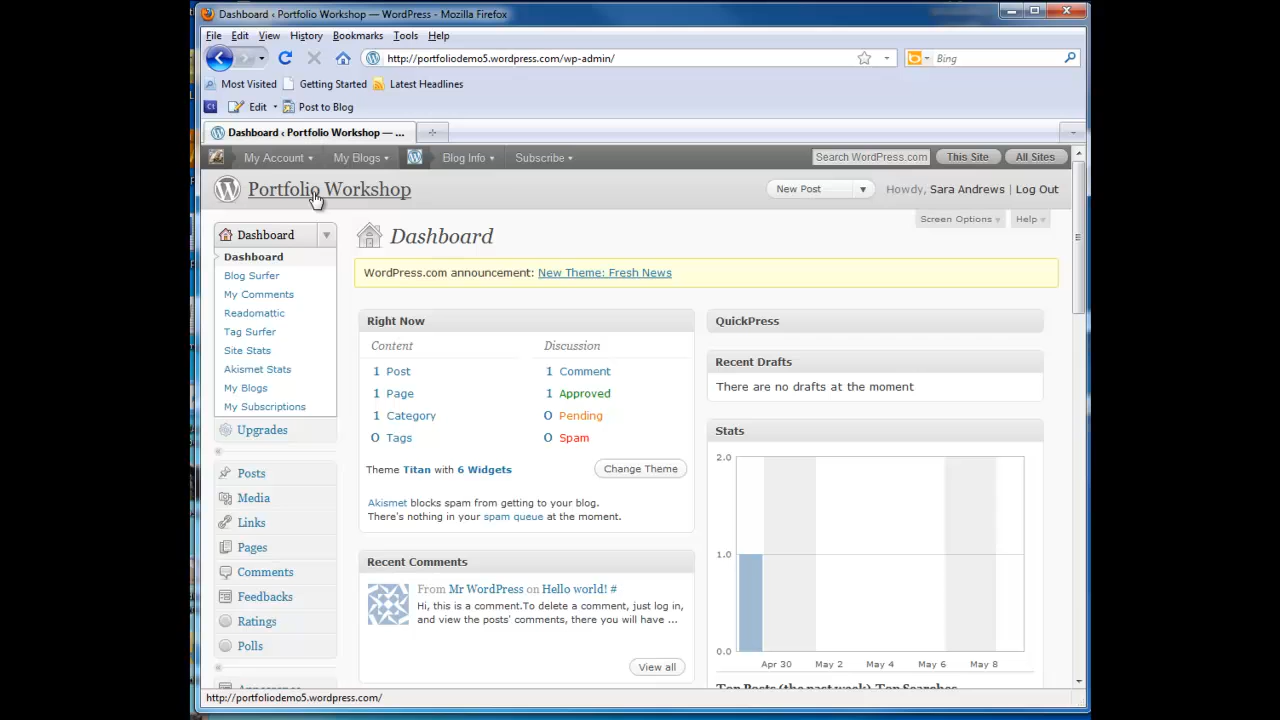 Dashboard ‹ Portfolio Workshop — WordPress - Mozilla Firefox
File Edit View History Bookmarks Tools Help
http://portfoliodemo5.wordpress.com/wp-admin/
Bing
Most Visited Getting Started Latest Headlines
Ct Edit Post to Blog
Dashboard ‹ Portfolio Workshop — ...
My Account My Blogs Blog Info Subscribe Search WordPress.com This Site All Sites
Portfolio Workshop New Post Howdy, Sara Andrews | Log Out
Screen Options Help
Dashboard
Dashboard
Blog Surfer
My Comments
Readomattic
Tag Surfer
Site Stats
Akismet Stats
My Blogs
My Subscriptions
Upgrades
Posts
Media
Links
Pages
Comments
Feedbacks
Ratings
Polls
Appearance
Dashboard
WordPress.com announcement: New Theme: Fresh News
Right Now
Content Discussion
1 Post 1 Comment
1 Page 1 Approved
1 Category 0 Pending
0 Tags 0 Spam
Theme Titan with 6 Widgets Change Theme
Akismet blocks spam from getting to your blog.
There's nothing in your spam queue at the moment.
Recent Comments
From Mr WordPress on Hello world! #
Hi, this is a comment.To delete a comment, just log in,
and view the posts' comments, there you will have ...
View all
QuickPress
Recent Drafts
There are no drafts at the moment
Stats
2.0
1.0
0.0
Apr 30 May 2 May 4 May 6 May 8
Top Posts (the past week) Top Searches
http://portfoliodemo5.wordpress.com/